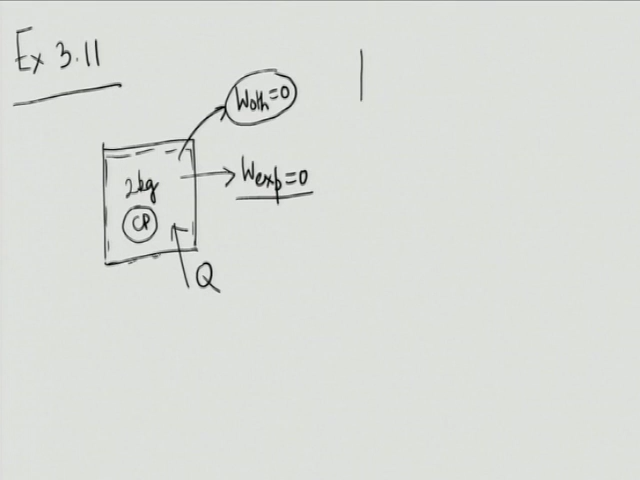 Ex 3.11
Woth=0
Wexp=0
2kg
CP
Q